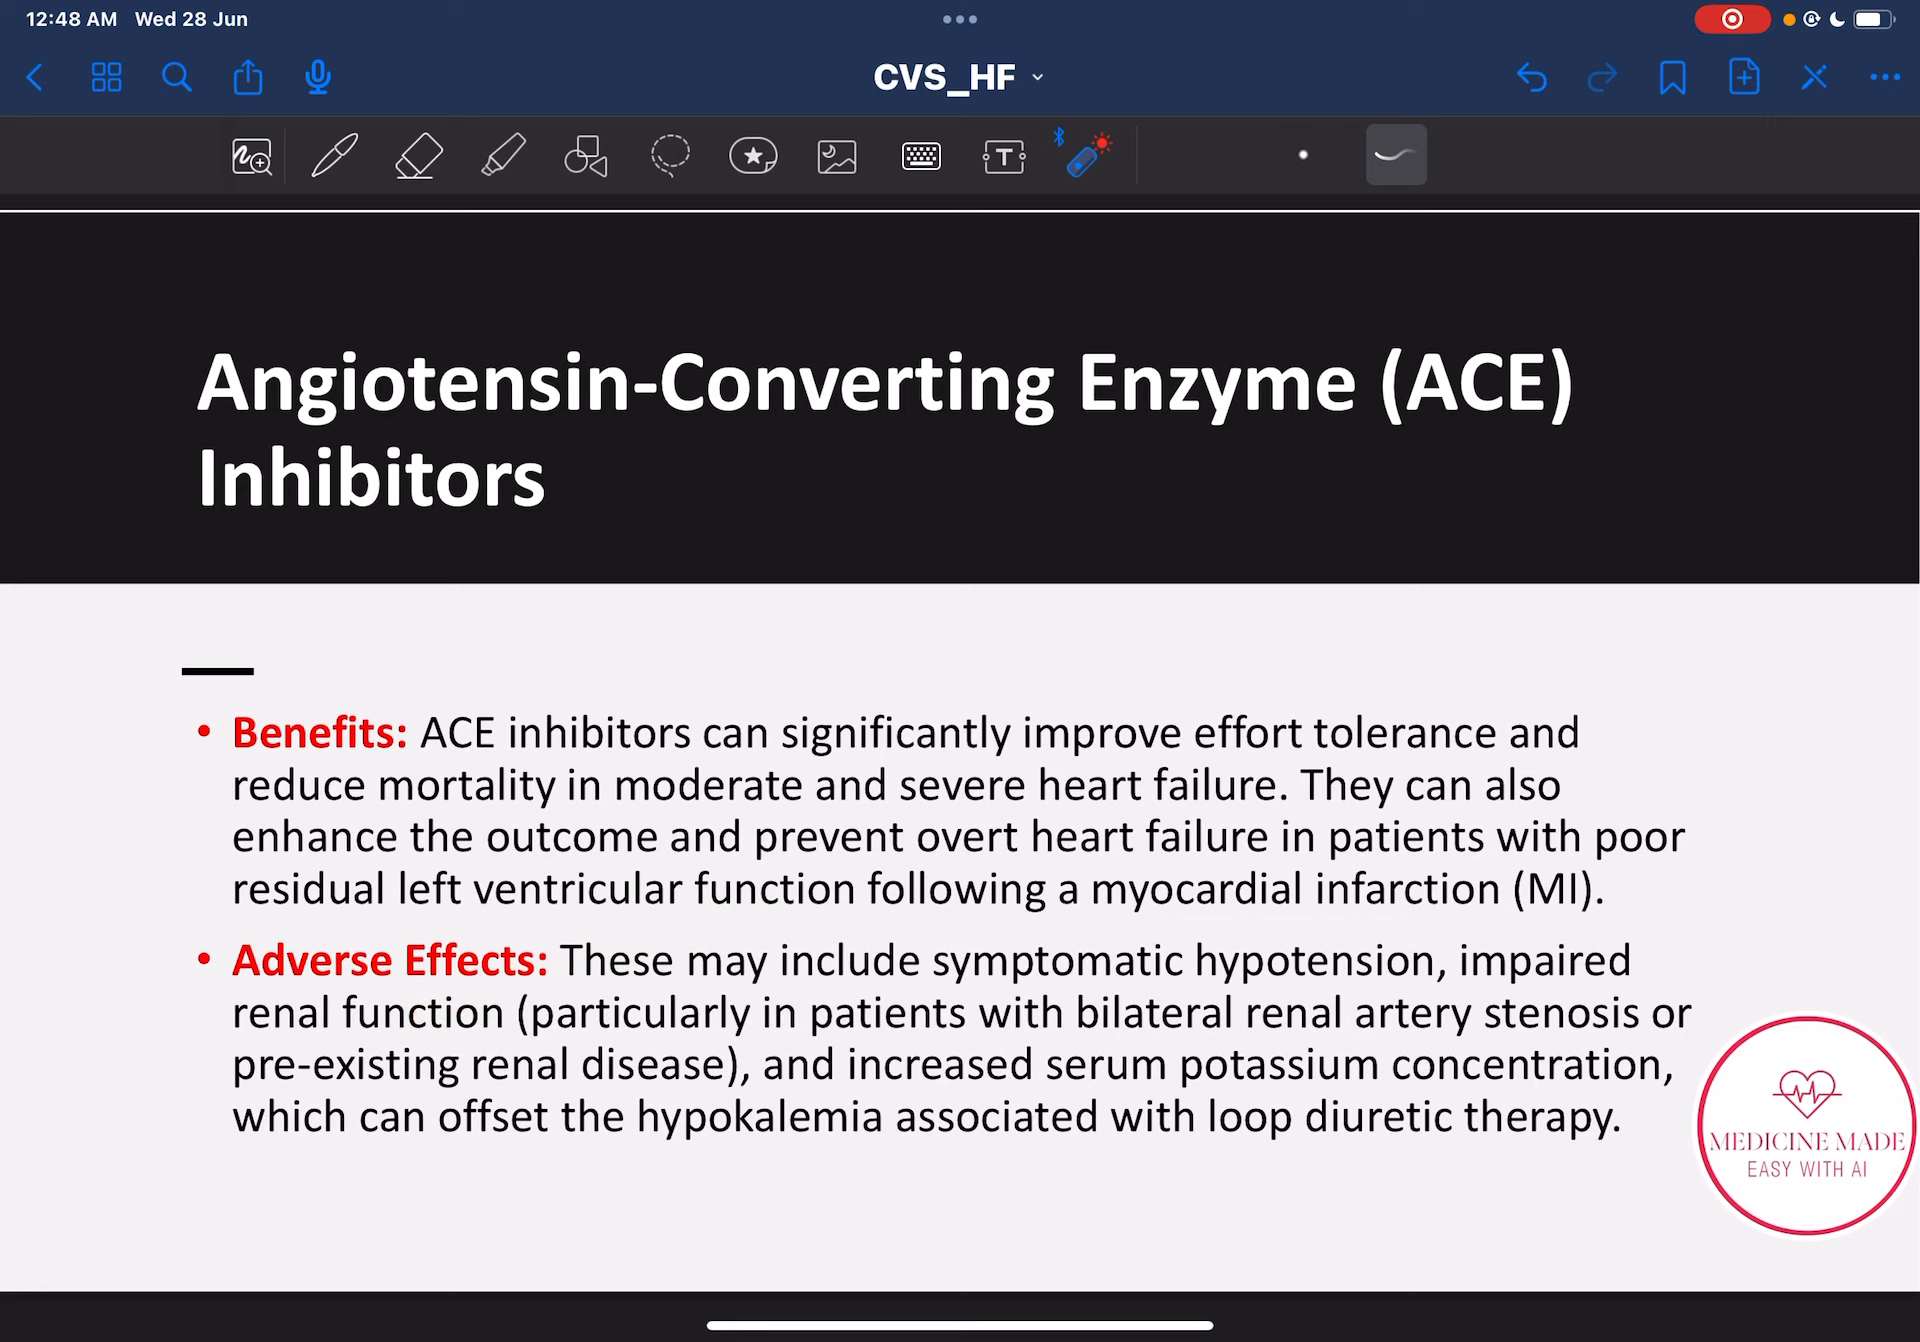 12:48 AM Wed 28 Jun
CVS_HF
T
Angiotensin-Converting Enzyme (ACE)
Inhibitors
• Benefits: ACE inhibitors can significantly improve effort tolerance and
reduce mortality in moderate and severe heart failure. They can also
enhance the outcome and prevent overt heart failure in patients with poor
residual left ventricular function following a myocardial infarction (MI).
• Adverse Effects: These may include symptomatic hypotension, impaired
renal function (particularly in patients with bilateral renal artery stenosis or
pre-existing renal disease), and increased serum potassium concentration,
which can offset the hypokalemia associated with loop diuretic therapy.
MEDICINE MADE
EASY WITH AI